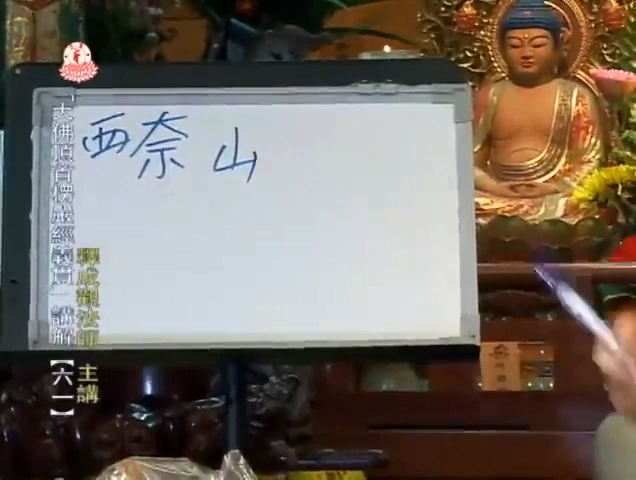 西奈山
「大佛頂首楞嚴經義貫」講解【六一】
釋成觀法師 主講